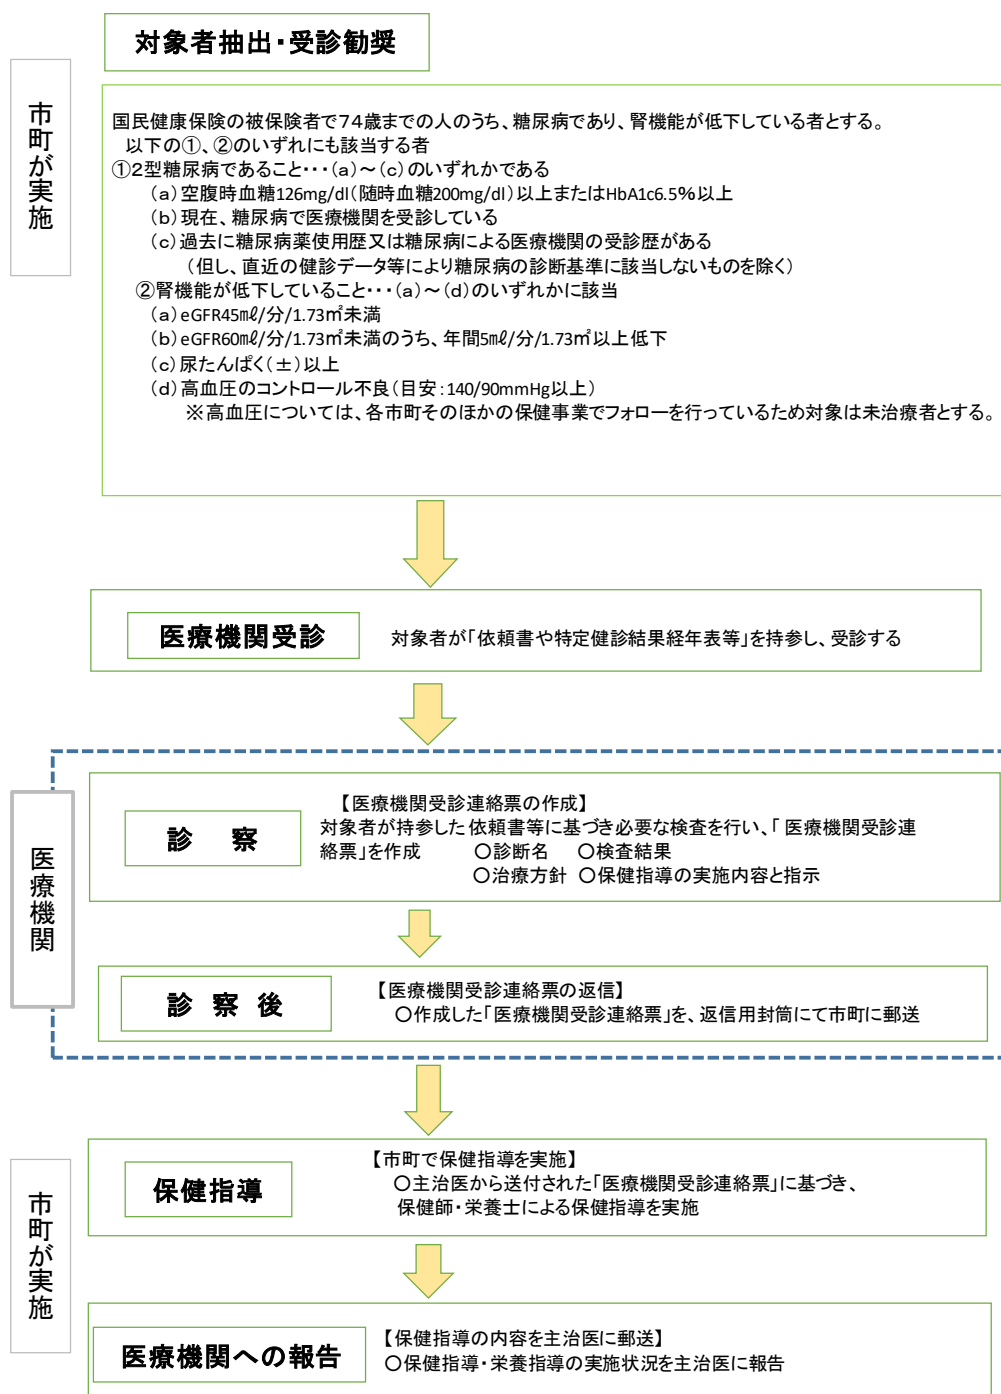 対象者抽出・受診勧奨
市町が実施
国民健康保険の被保険者で74歳までの人のうち、糖尿病であり、腎機能が低下している者とする。
以下の①、②のいずれにも該当する者
①2型糖尿病であること・・・(a)～(c)のいずれかである
(a)空腹時血糖126mg/dl(随時血糖200mg/dl)以上またはHbA1c6.5%以上
(b)現在、糖尿病で医療機関を受診している
(c)過去に糖尿病薬使用歴又は糖尿病による医療機関の受診歴がある
(但し、直近の健診データ等により糖尿病の診断基準に該当しないものを除く)
②腎機能が低下していること・・・(a)～(d)のいずれかに該当
(a)eGFR45㎖/分/1.73㎡未満
(b)eGFR60㎖/分/1.73㎡未満のうち、年間5㎖/分/1.73㎡以上低下
(c)尿たんぱく(±)以上
(d)高血圧のコントロール不良(目安:140/90mmHg以上)
※高血圧については、各市町そのほかの保健事業でフォローを行っているため対象は未治療者とする。
医療機関受診
対象者が「依頼書や特定健診結果経年表等」を持参し、受診する
医療機関
診　察
【医療機関受診連絡票の作成】
対象者が持参した依頼書等に基づき必要な検査を行い、「医療機関受診連
絡票」を作成　○診断名　○検査結果
○治療方針　○保健指導の実施内容と指示
診　察　後
【医療機関受診連絡票の返信】
○作成した「医療機関受診連絡票」を、返信用封筒にて市町に郵送
市町が実施
保健指導
【市町で保健指導を実施】
○主治医から送付された「医療機関受診連絡票」に基づき、
保健師・栄養士による保健指導を実施
医療機関への報告
【保健指導の内容を主治医に郵送】
○保健指導・栄養指導の実施状況を主治医に報告